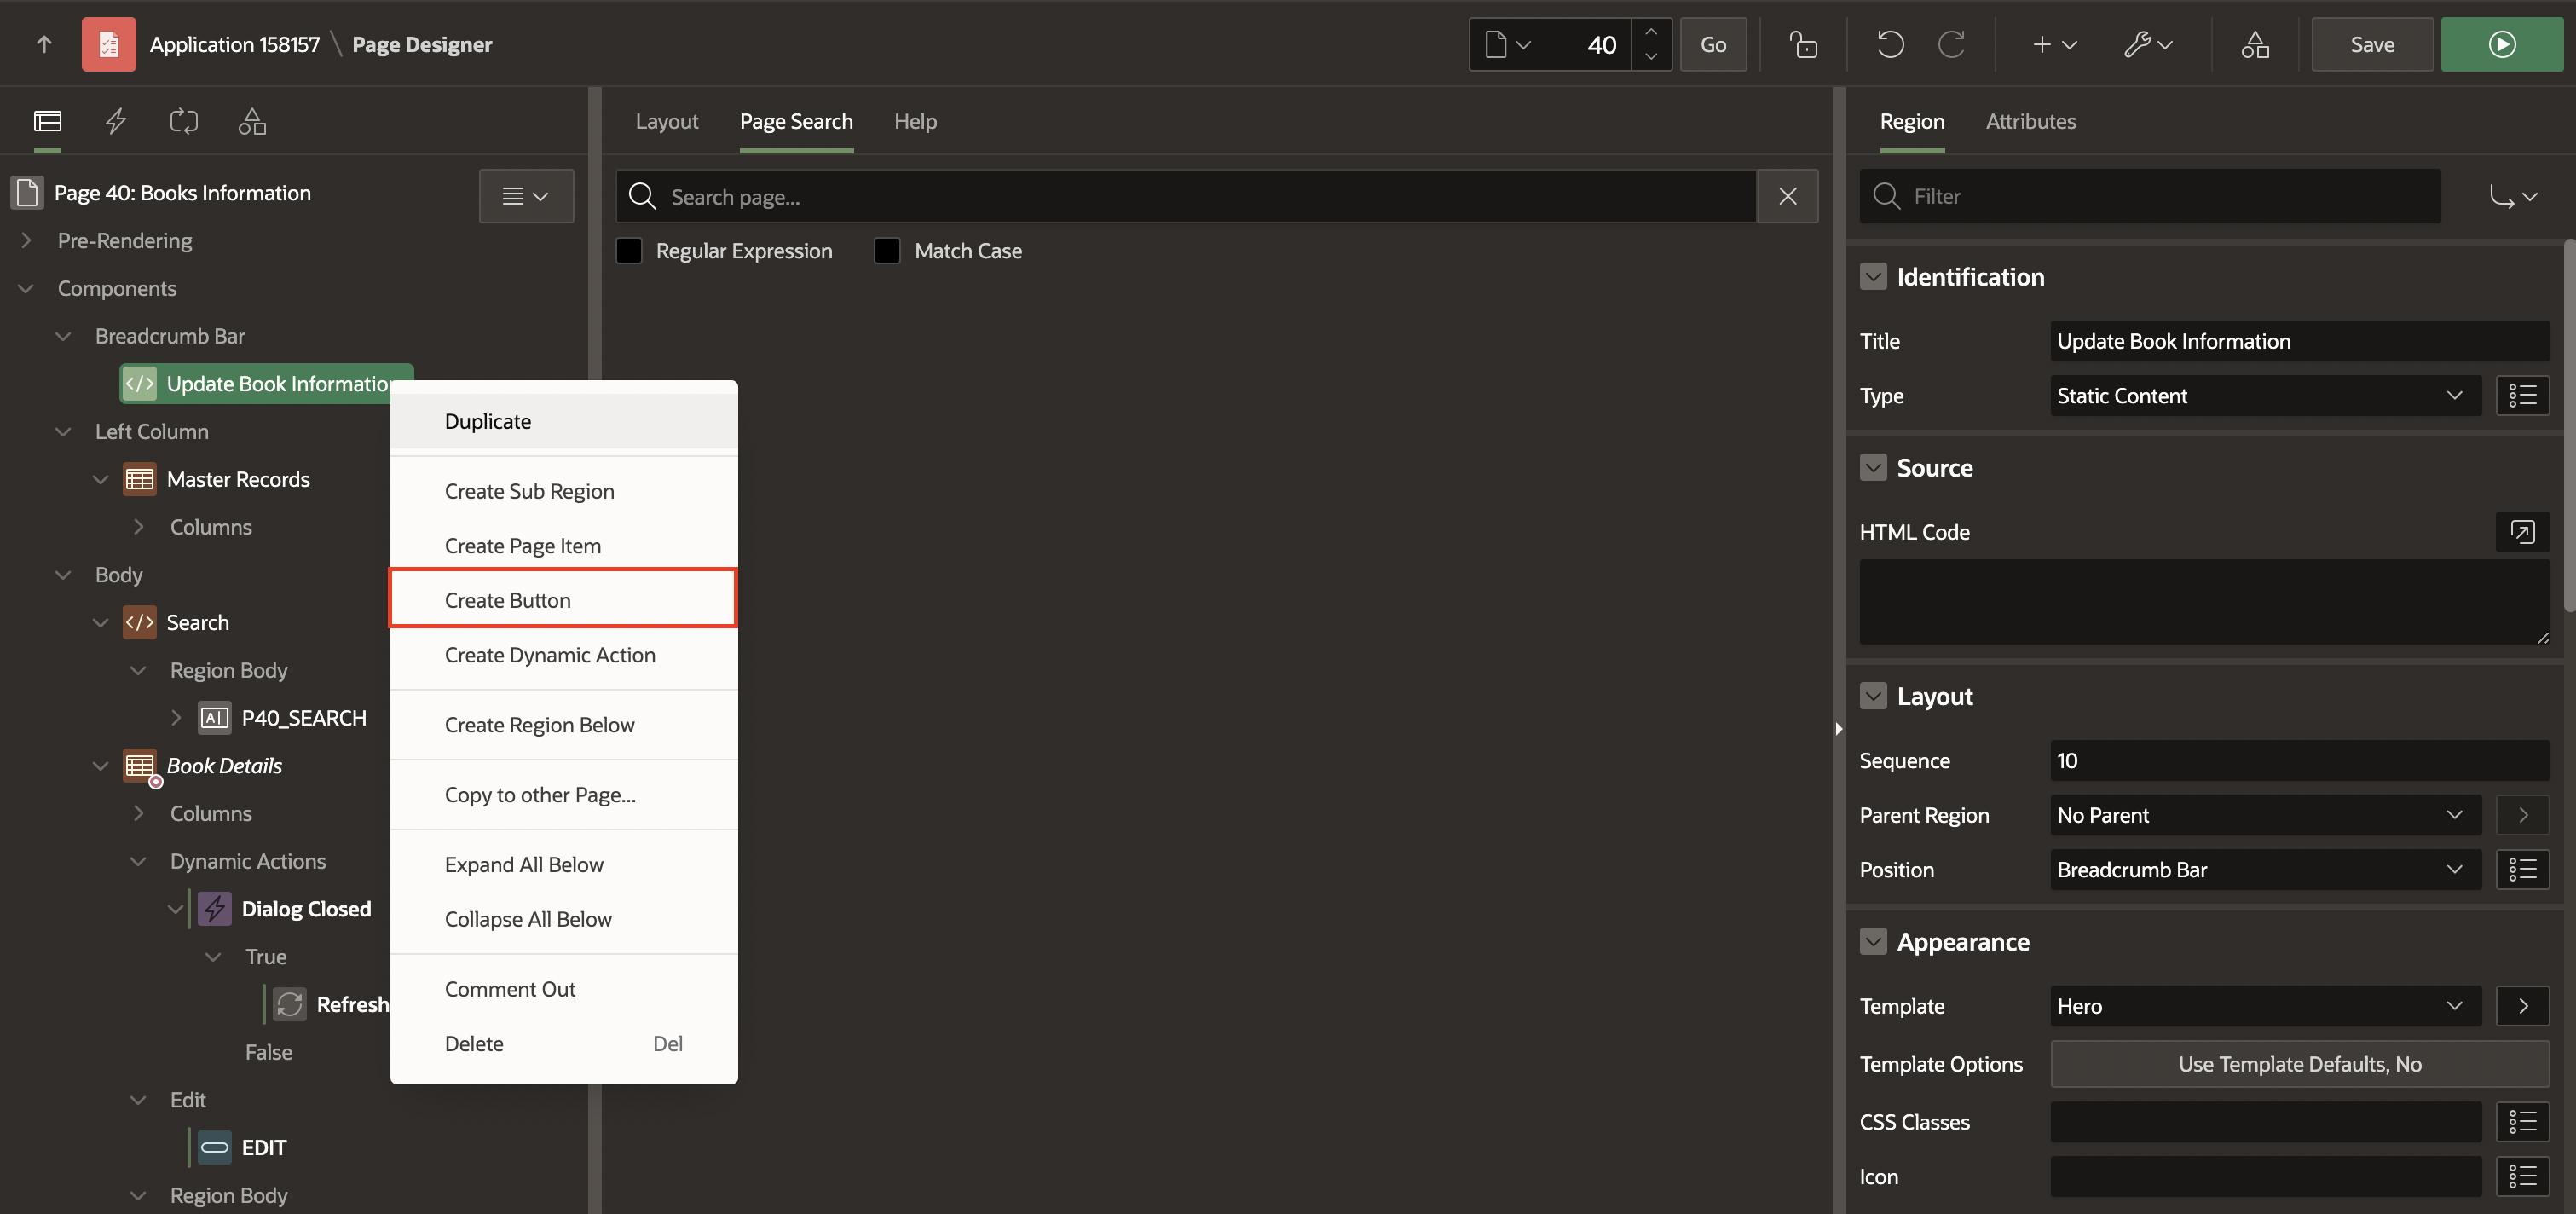 Application 158157 \ Page Designer
40
Go
Save
Page 40: Books Information
Pre-Rendering
Components
Breadcrumb Bar
Update Book Information
Left Column
Master Records
Columns
Body
Search
Region Body
P40_SEARCH
Book Details
Columns
Dynamic Actions
Dialog Closed
True
Refresh
False
Edit
EDIT
Region Body
Duplicate
Create Sub Region
Create Page Item
Create Button
Create Dynamic Action
Create Region Below
Copy to other Page...
Expand All Below
Collapse All Below
Comment Out
Delete Del
Layout Page Search Help
Search page...
Regular Expression Match Case
Region Attributes
Filter
Identification
Title Update Book Information
Type Static Content
Source
HTML Code
Layout
Sequence 10
Parent Region No Parent
Position Breadcrumb Bar
Appearance
Template Hero
Template Options Use Template Defaults, No
CSS Classes
Icon